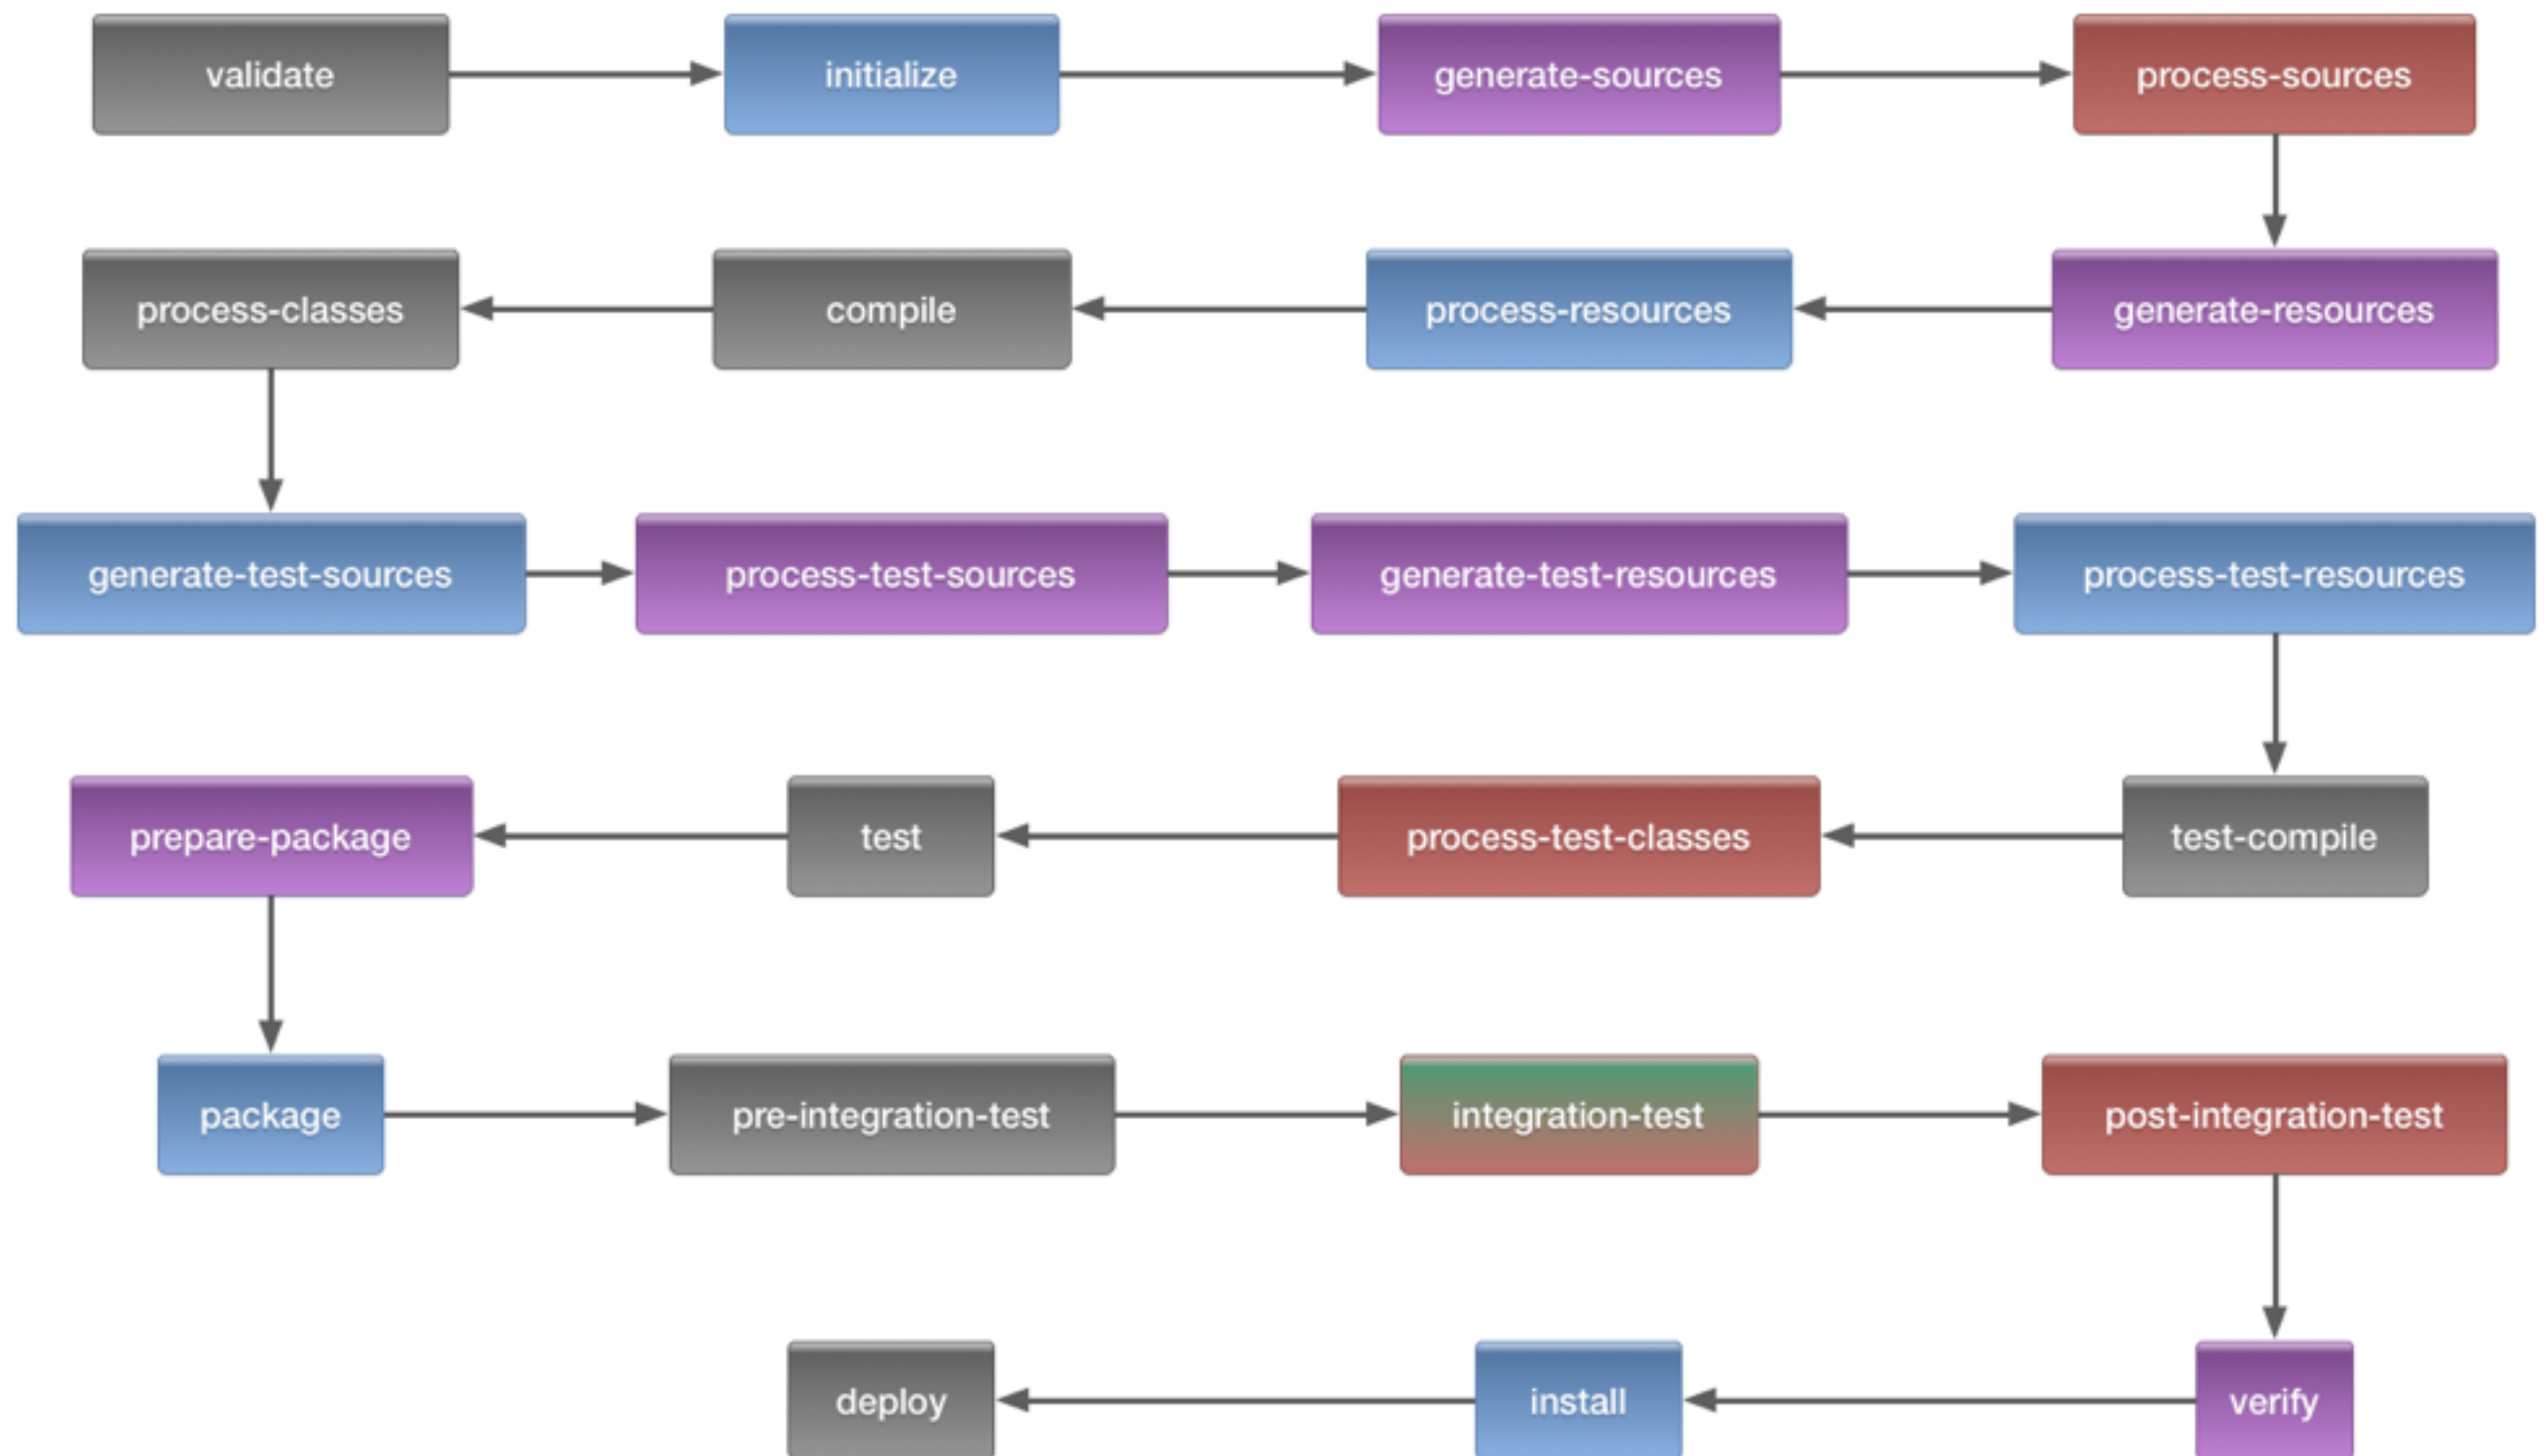 validate
initialize
generate-sources
process-sources
generate-resources
process-resources
compile
process-classes
generate-test-sources
process-test-sources
generate-test-resources
process-test-resources
test-compile
process-test-classes
test
prepare-package
package
pre-integration-test
integration-test
post-integration-test
verify
install
deploy